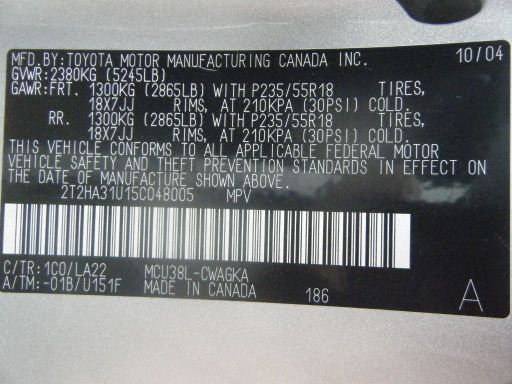 MFD.BY:TOYOTA MOTOR MANUFACTURING CANADA INC. 10/04
GVWR:2380KG (5245LB)
GAWR:FRT. 1300KG (2865LB) WITH P235/55R18 TIRES,
18X7JJ RIMS, AT 210KPA (30PSI) COLD.
RR. 1300KG (2865LB) WITH P235/55R18 TIRES,
18X7JJ RIMS, AT 210KPA (30PSI) COLD.
THIS VEHICLE CONFORMS TO ALL APPLICABLE FEDERAL MOTOR
VEHICLE SAFETY AND THEFT PREVENTION STANDARDS IN EFFECT ON
THE DATE OF MANUFACTURE SHOWN ABOVE.
2T2HA31U15C048005 MPV
C/TR:1C0/LA22 MCU38L-CWAGKA
A/TM:-01B/U151F MADE IN CANADA 186 A